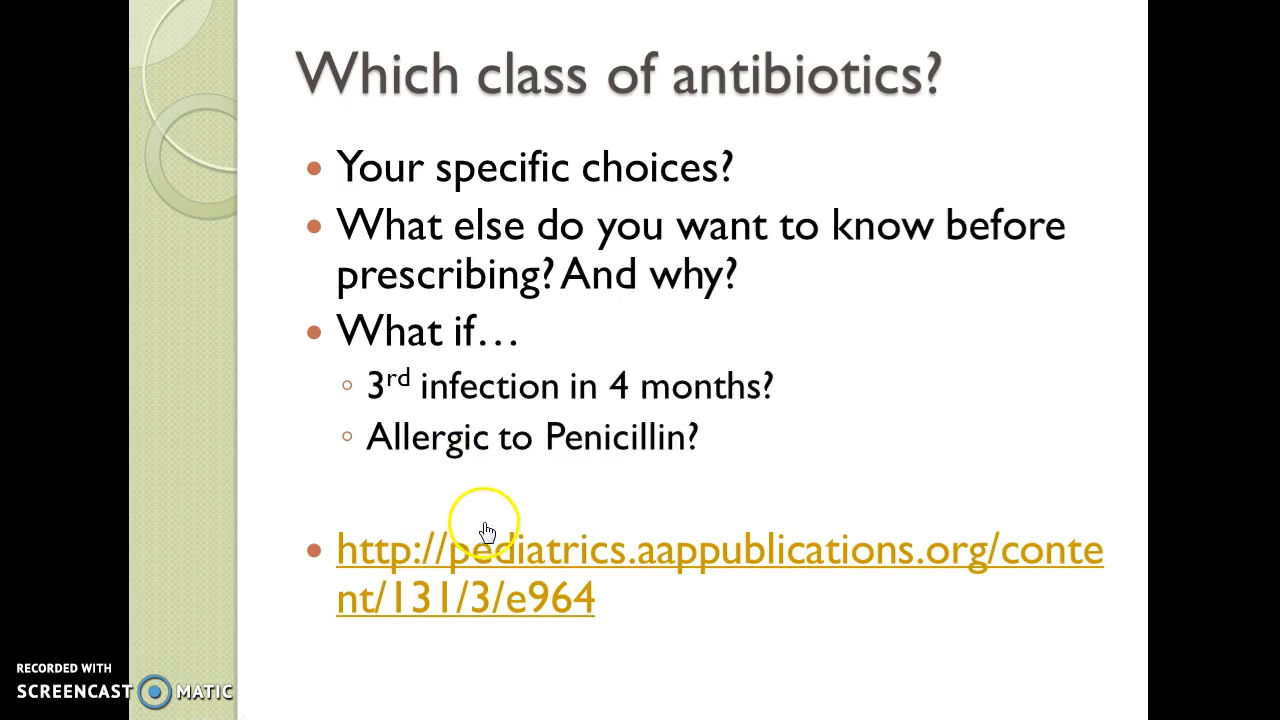 Which class of antibiotics?
• Your specific choices?
• What else do you want to know before
prescribing? And why?
• What if…
◦ 3rd infection in 4 months?
◦ Allergic to Penicillin?
• http://pediatrics.aappublications.org/conte
nt/131/3/e964
RECORDED WITH
SCREENCAST MATIC